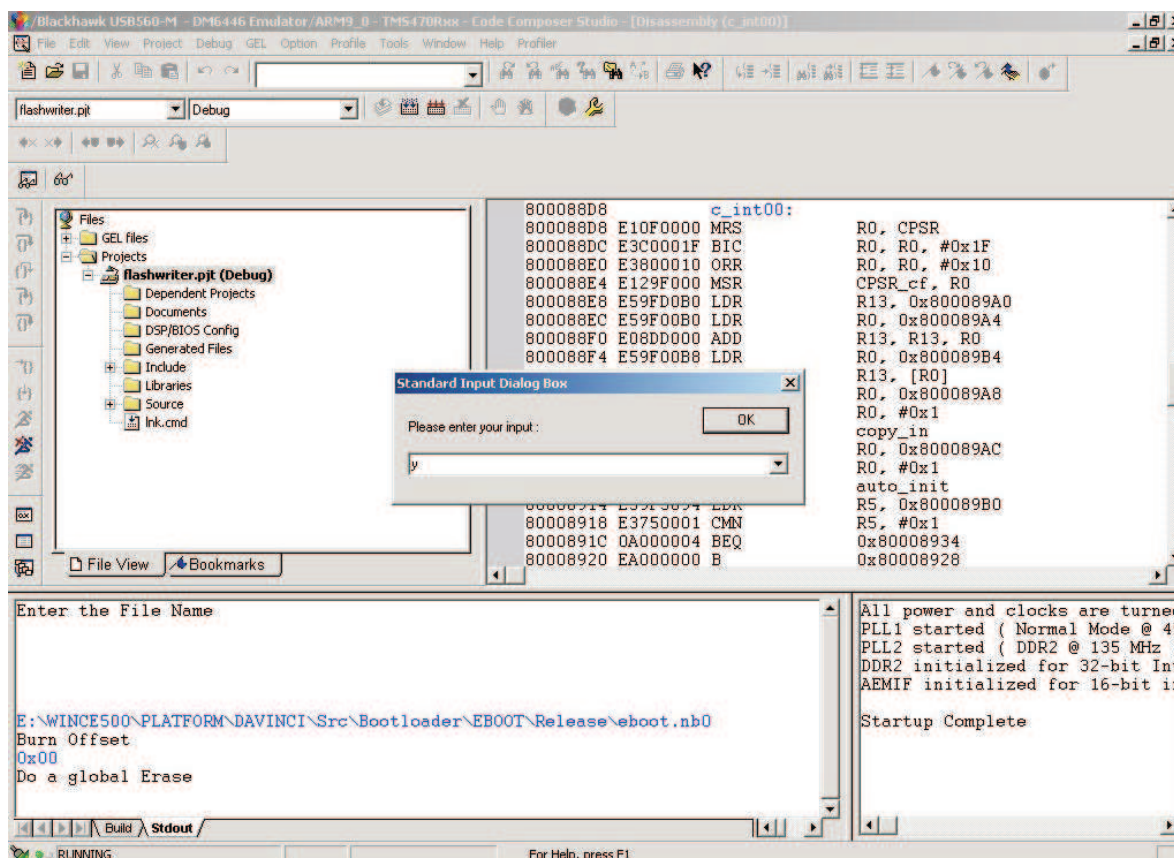 /Blackhawk USB560-M - DM6446 Emulator/ARM9_0 - TMS470Rxx - Code Composer Studio - [Disassembly (c_int00)]
File Edit View Project Debug GEL Option Profile Tools Window Help Profiler
flashwriter.pjt Debug
Files
GEL files
Projects
flashwriter.pjt (Debug)
Dependent Projects
Documents
DSP/BIOS Config
Generated Files
Include
Libraries
Source
lnk.cmd
File View Bookmarks
800088D8 c_int00:
800088D8 E10F0000 MRS R0, CPSR
800088DC E3C0001F BIC R0, R0, #0x1F
800088E0 E3800010 ORR R0, R0, #0x10
800088E4 E129F000 MSR CPSR_cf, R0
800088E8 E59FD0B0 LDR R13, 0x800089A0
800088EC E59F00B0 LDR R0, 0x800089A4
800088F0 E08DD000 ADD R13, R13, R0
800088F4 E59F00B8 LDR R0, 0x800089B4
R13, [R0]
R0, 0x800089A8
R0, #0x1
copy_in
R0, 0x800089AC
R0, #0x1
auto_init
R5, 0x800089B0
80008918 E3750001 CMN R5, #0x1
8000891C 0A000004 BEQ 0x80008934
80008920 EA000000 B 0x80008928
Standard Input Dialog Box
Please enter your input :
OK
y
Enter the File Name
E:\WINCE500\PLATFORM\DAVINCI\Src\Bootloader\EBOOT\Release\eboot.nb0
Burn Offset
0x00
Do a global Erase
Build Stdout
All power and clocks are turne
PLL1 started ( Normal Mode @ 4
PLL2 started ( DDR2 @ 135 MHz
DDR2 initialized for 32-bit In
AEMIF initialized for 16-bit i
Startup Complete
RUNNING
For Help, press F1